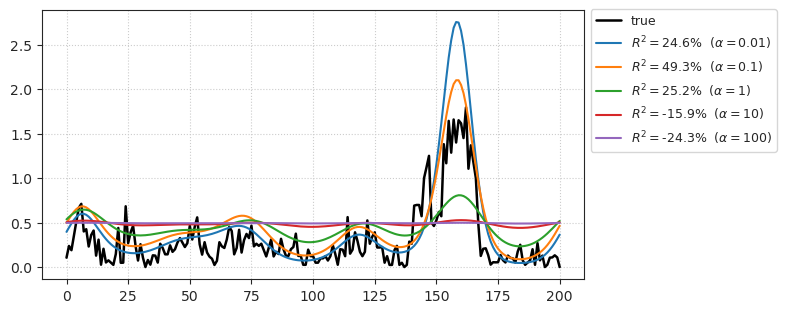 true
R² = 24.6% (α = 0.01)
R² = 49.3% (α = 0.1)
R² = 25.2% (α = 1)
R² = -15.9% (α = 10)
R² = -24.3% (α = 100)
2.5
2.0
1.5
1.0
0.5
0.0
0 25 50 75 100 125 150 175 200